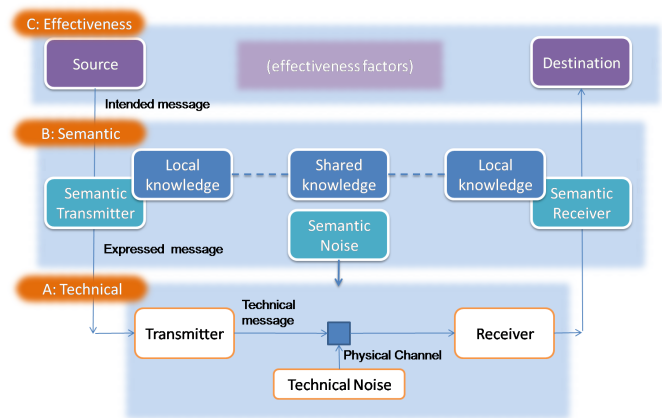 C: Effectiveness
Source
(effectiveness factors)
Destination
Intended message
B: Semantic
Local
knowledge
Shared
knowledge
Local
knowledge
Semantic
Transmitter
Semantic
Receiver
Semantic
Noise
Expressed message
A: Technical
Technical
message
Transmitter
Receiver
Physical Channel
Technical Noise